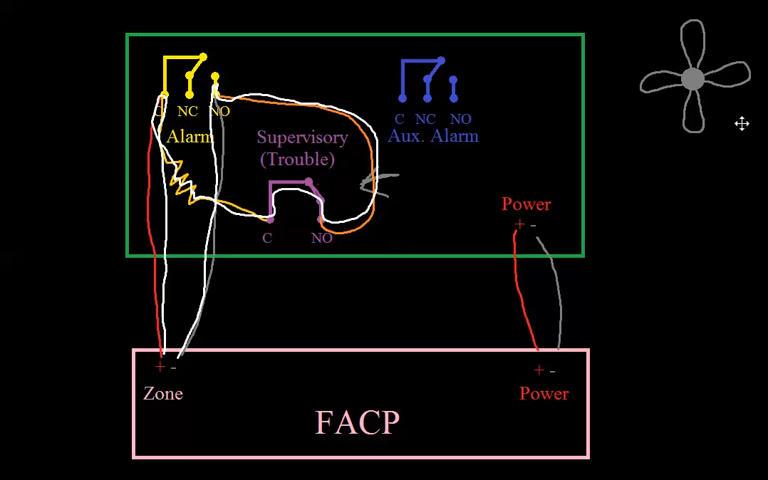 C NC NO
Alarm
Supervisory
(Trouble)
C NO
C NC NO
Aux. Alarm
Power
+ -
+ -
Zone
FACP
+ -
Power